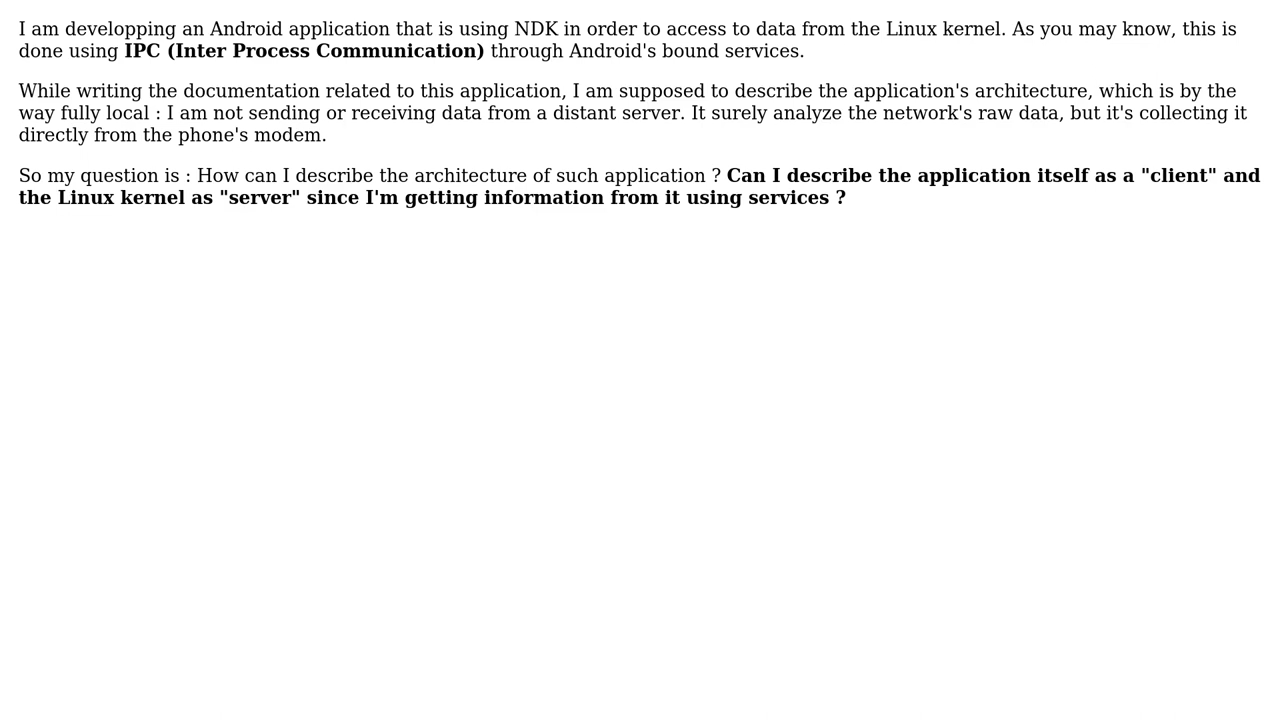 I am developping an Android application that is using NDK in order to access to data from the Linux kernel. As you may know, this is
done using IPC (Inter Process Communication) through Android's bound services.
While writing the documentation related to this application, I am supposed to describe the application's architecture, which is by the
way fully local : I am not sending or receiving data from a distant server. It surely analyze the network's raw data, but it's collecting it
directly from the phone's modem.
So my question is : How can I describe the architecture of such application ? Can I describe the application itself as a "client" and
the Linux kernel as "server" since I'm getting information from it using services ?